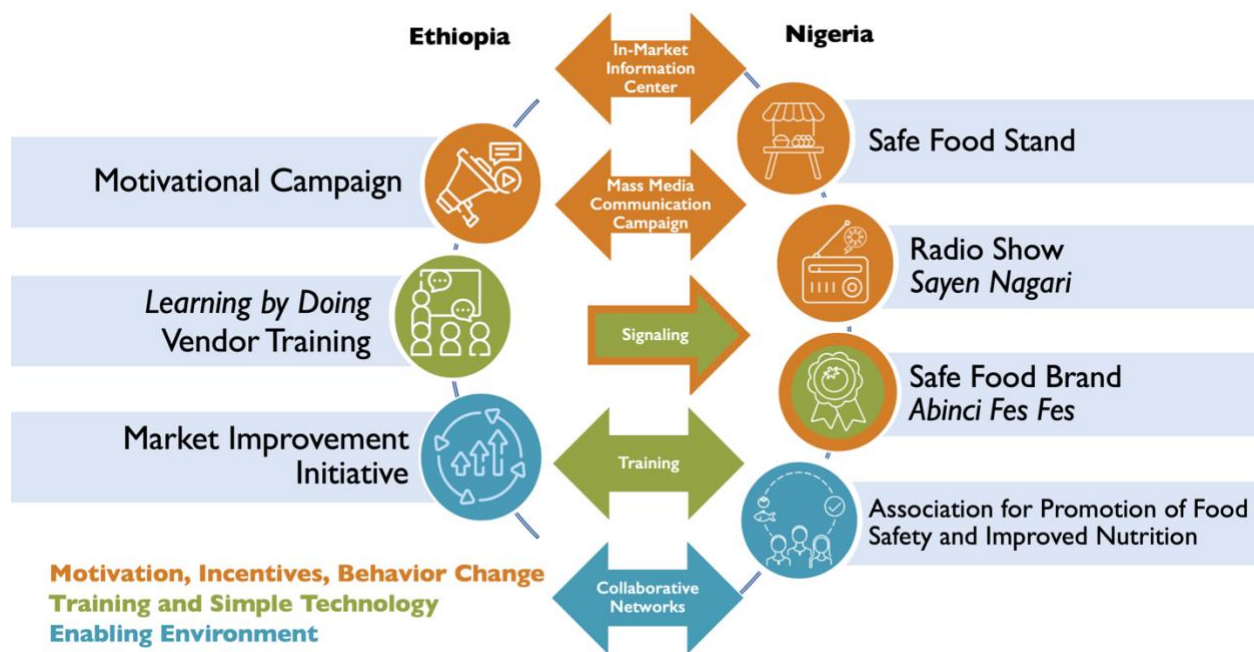 Ethiopia
Nigeria
In-Market
Information
Center
Safe Food Stand
Motivational Campaign
Mass Media
Communication
Campaign
Radio Show
Sayen Nagari
Learning by Doing
Vendor Training
Signaling
Safe Food Brand
Abinci Fes Fes
Market Improvement
Initiative
Training
Association for Promotion of Food
Safety and Improved Nutrition
Collaborative
Networks
Motivation, Incentives, Behavior Change
Training and Simple Technology
Enabling Environment